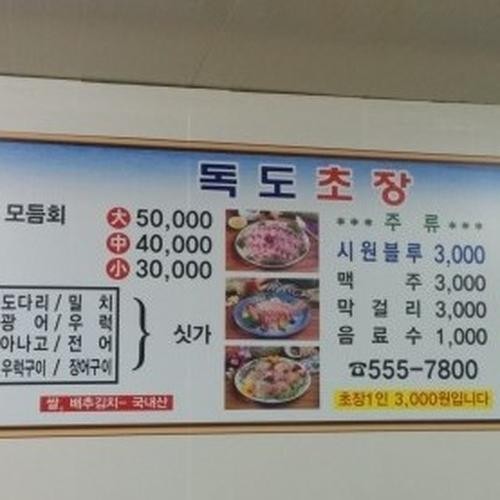 독도초장
모듬회 大 50,000
中 40,000
小 30,000
도다리 / 밀치
광어 / 우럭
아나고 / 전어
우럭구이 / 장어구이
싯가
쌀, 배추김치- 국내산
*** 주류 ***
시원블루 3,000
맥주 3,000
막걸리 3,000
음료수 1,000
☎555-7800
초장1인 3,000원입니다